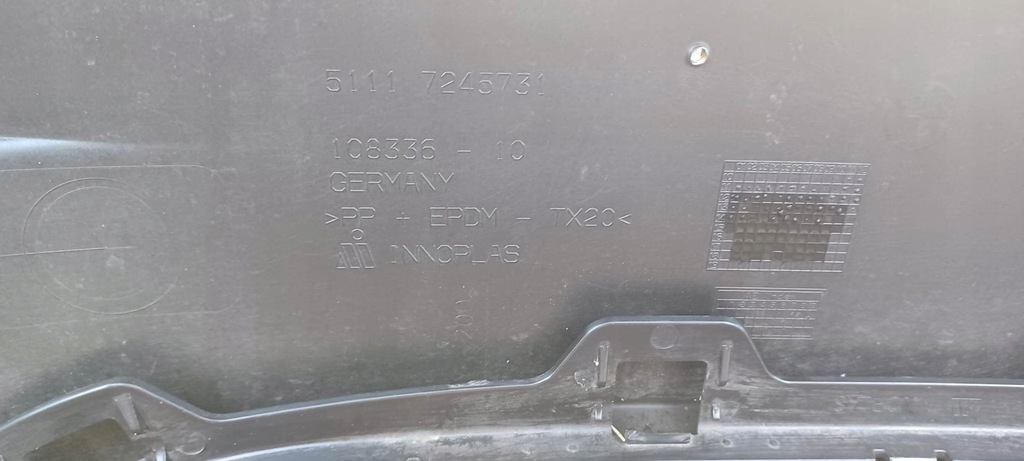 5111 7245731
108336 - 10
GERMANY
>PP + EPDM - TX20<
INNOPLAS